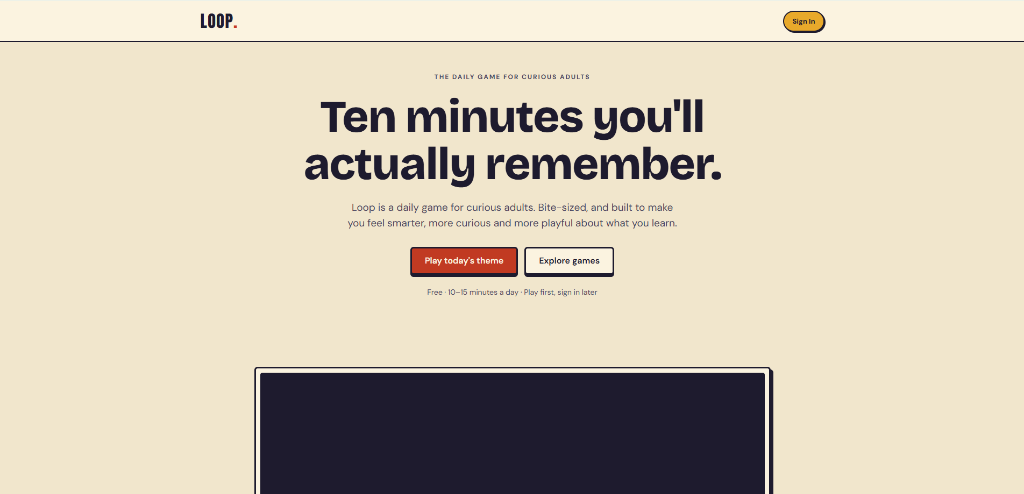 LOOP.
Sign In
THE DAILY GAME FOR CURIOUS ADULTS
Ten minutes you'll
actually remember.
Loop is a daily game for curious adults. Bite-sized, and built to make
you feel smarter, more curious and more playful about what you learn.
Play today's theme
Explore games
Free · 10–15 minutes a day · Play first, sign in later